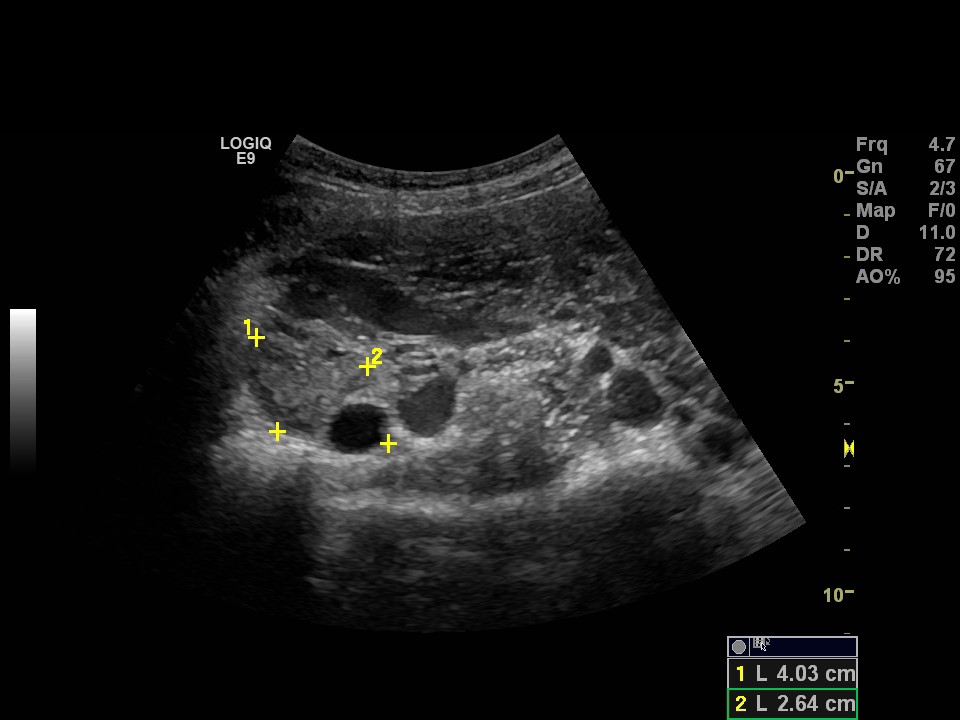 LOGIQ
E9
Frq 4.7
Gn 67
S/A 2/3
Map F/0
D 11.0
DR 72
AO% 95
0
1
2
5
10
1 L 4.03 cm
2 L 2.64 cm